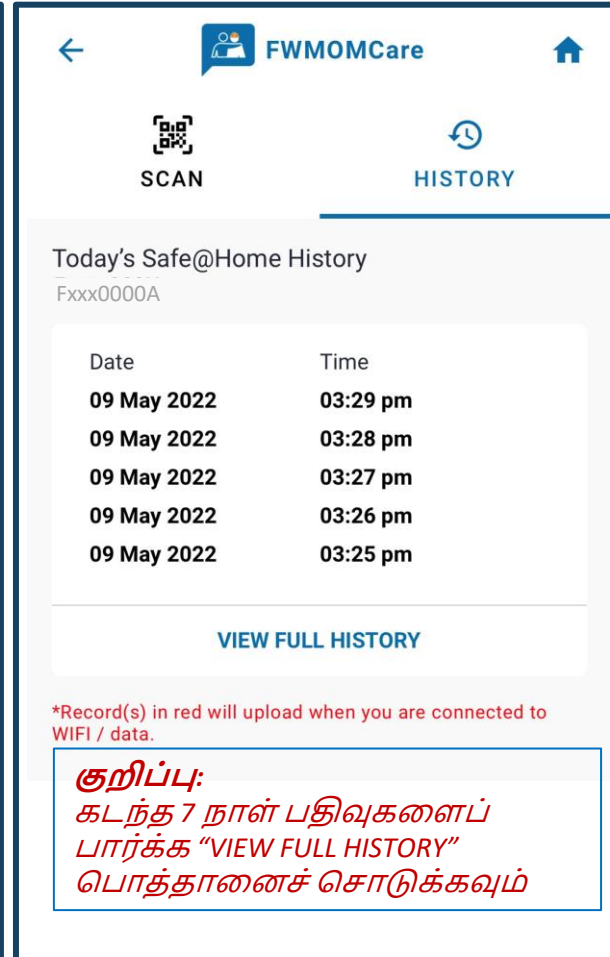 FWMOMCare
SCAN
HISTORY
Today's Safe@Home History
Fxxx0000A
Date Time
09 May 2022 03:29 pm
09 May 2022 03:28 pm
09 May 2022 03:27 pm
09 May 2022 03:26 pm
09 May 2022 03:25 pm
VIEW FULL HISTORY
*Record(s) in red will upload when you are connected to
WIFI / data.
குறிப்பு:
கடந்த 7 நாள் பதிவுகளைப்
பார்க்க “VIEW FULL HISTORY”
பொத்தானைச் சொடுக்கவும்